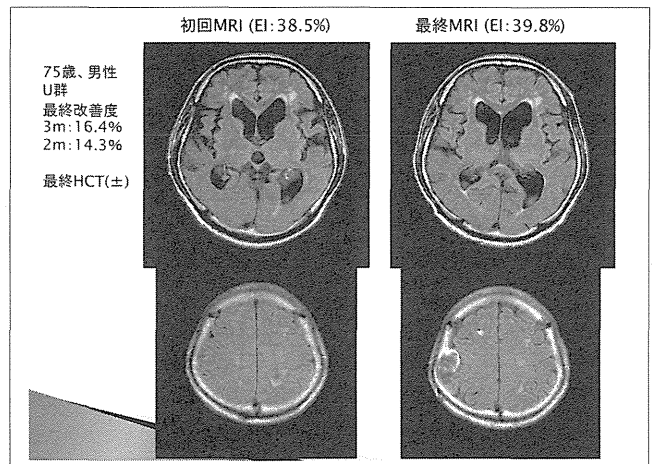 初回MRI (EI:38.5%)
最終MRI (EI:39.8%)
75歳、男性
U群
最終改善度
3m:16.4%
2m:14.3%
最終HCT(±)